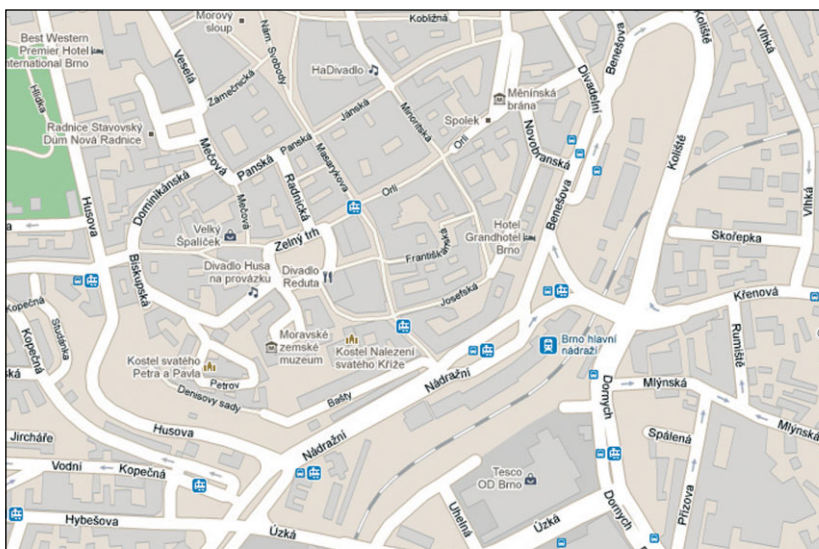 Morový
sloup
Kobližná
Best Western
Premier Hotel
International Brno
Veselá
Nám. Svobody
Benešova
Koliště
Vlhká
HaDivadlo
Divadelní
Hlídka
Zámečnická
Jánská
Minoritská
Měnínská
brána
Spolek
Radnice Stavovský
Dům Nová Radnice
Mečová
Panská
Panská
Masarykova
Orlí
Novobranská
Koliště
Husova
Dominikánská
Radnická
Orlí
Mečová
Benešova
Vlhká
Velký
Špalíček
Zelný trh
Františkánská
Hotel
Grandhotel
Brno
Skořepka
Biskupská
Divadlo Husa
na provázku
Divadlo
Reduta
Josefská
Křenová
Kopečná
Studánka
Kopečná
Moravské
zemské
muzeum
Kostel Nalezení
svatého Kříže
Brno hlavní
nádraží
Rumiště
Kostel svatého
Petra a Pavla
Petrov
Nádražní
Dornych
Mlýnská
Denisovy sady
Bašty
Mlýnská
Husova
Nádražní
Spálená
Jircháře
Vodní
Kopečná
Tesco
OD Brno
Přízova
Hybešova
Úzká
Uhelná
Úzká
Dornych